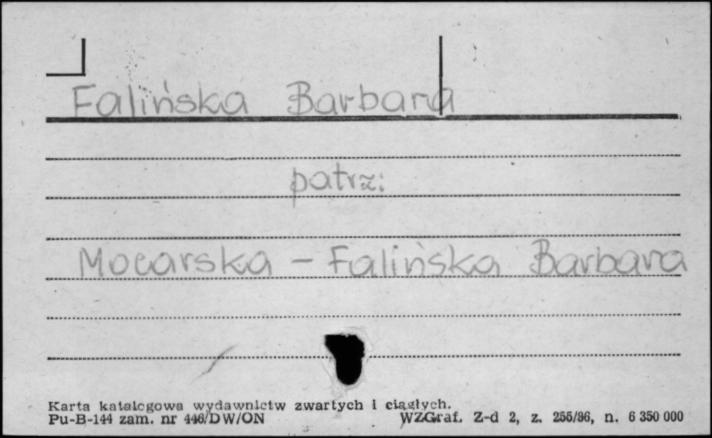 Falińska Barbara
patrz:
Mocarska - Falińska Barbara
Karta katalogowa wydawnictw zwartych i ciągłych.
Pu-B-144 zam. nr 446/DW/ON WZGraf. Z-d 2, z. 255/86, n. 6 350 000